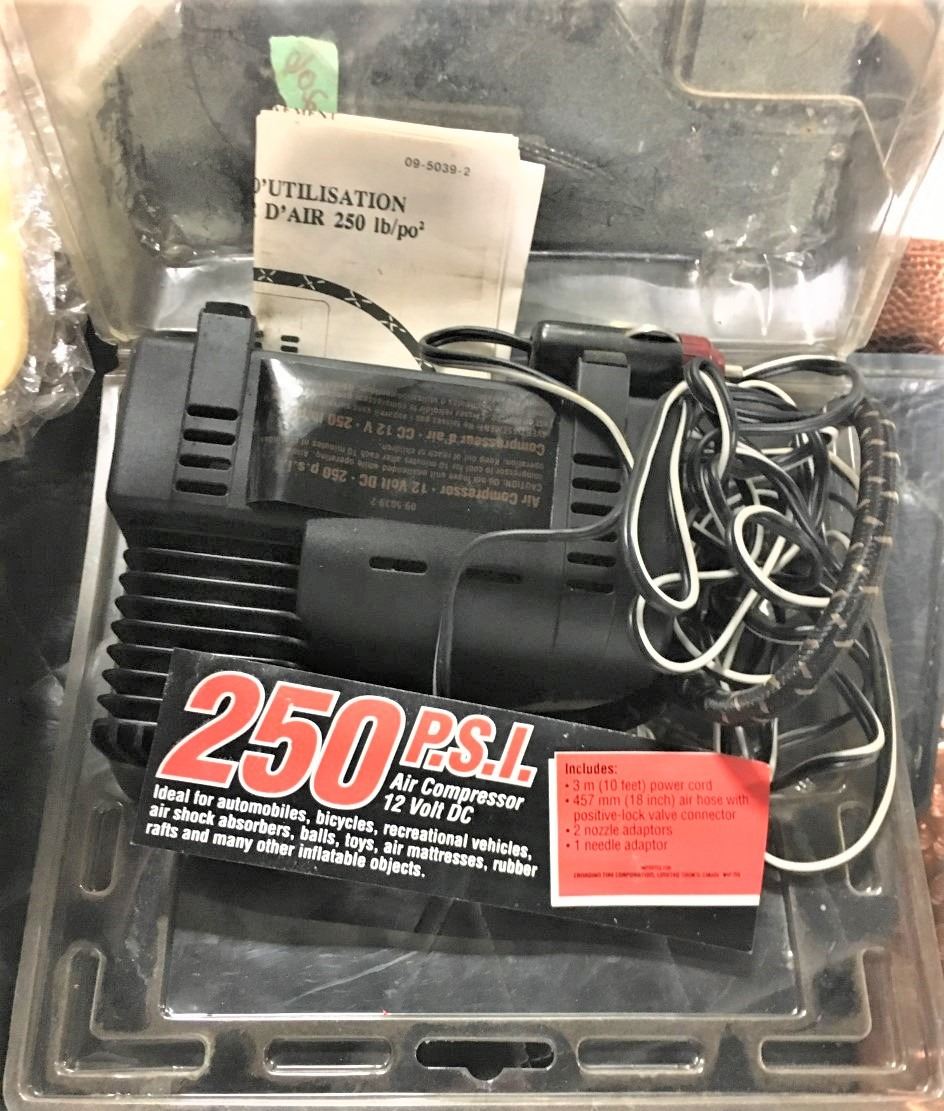 09-5039-2
D'UTILISATION
D'AIR 250 lb/po²
Compresseur d'air · CC 12 V · 250
Air Compressor · 12 Volt DC · 250 p.s.i.
09-5039-2
250 P.S.I.
Air Compressor
12 Volt DC
Ideal for automobiles, bicycles, recreational vehicles,
air shock absorbers, balls, toys, air mattresses, rubber
rafts and many other inflatable objects.
Includes:
• 3 m (10 feet) power cord
• 457 mm (18 inch) air hose with
positive-lock valve connector
• 2 nozzle adaptors
• 1 needle adaptor